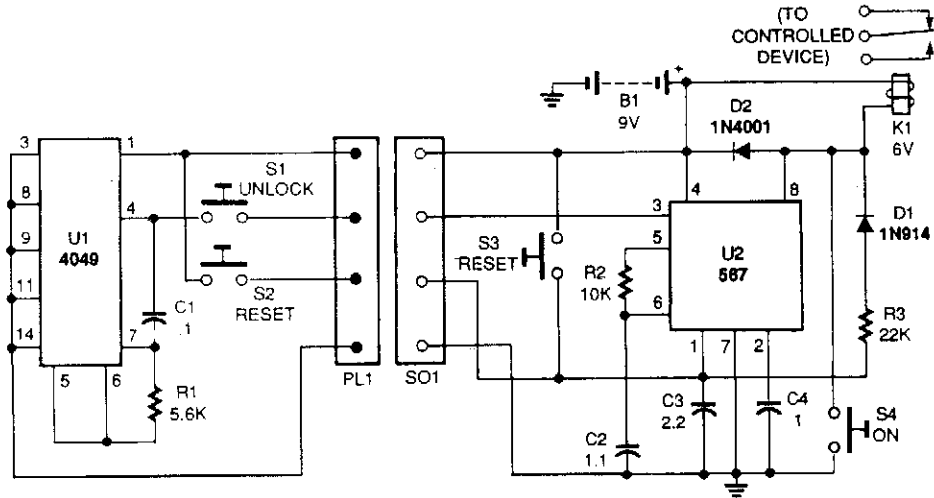 (TO
CONTROLLED
DEVICE)
+
B1
9V
D2
1N4001
K1
6V
3
8
9
11
14
1
4
7
5
6
U1
4049
S1
UNLOCK
S2
RESET
C1
.1
R1
5.6K
PL1
SO1
S3
RESET
R2
10K
3
5
6
4
8
1
7
2
U2
567
D1
1N914
R3
22K
C2
1.1
C3
2.2
C4
1
S4
ON